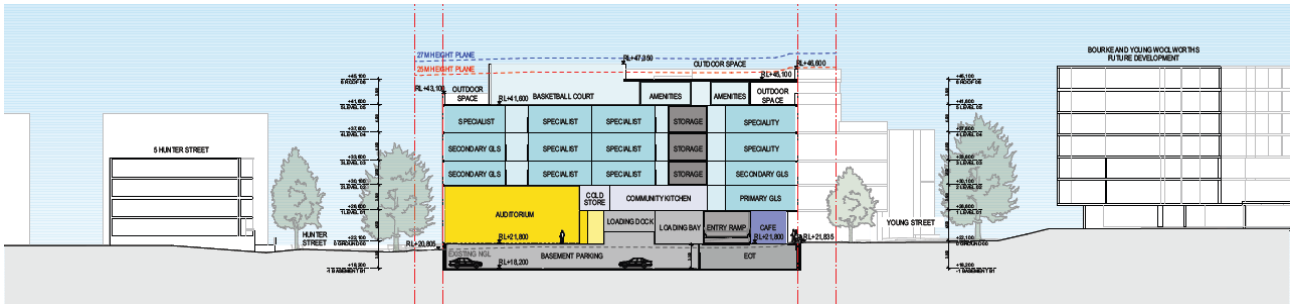 27M HEIGHT PLANE
25M HEIGHT PLANE
RL+47,350
OUTDOOR SPACE
RL+46,600
RL+46,100
BOURKE AND YOUNG WOOLWORTHS
FUTURE DEVELOPMENT
RL+43,100
OUTDOOR
SPACE
RL+41,600
BASKETBALL COURT
AMENITIES
AMENITIES
OUTDOOR
SPACE
SPECIALIST
SPECIALIST
SPECIALIST
STORAGE
SPECIALITY
5 HUNTER STREET
SECONDARY GLS
SPECIALIST
SPECIALIST
STORAGE
SPECIALITY
SECONDARY GLS
SPECIALIST
SPECIALIST
STORAGE
SECONDARY GLS
AUDITORIUM
COLD
STORE
COMMUNITY KITCHEN
PRIMARY GLS
LOADING DOCK
LOADING BAY
ENTRY RAMP
CAFE
YOUNG STREET
HUNTER
STREET
RL+20,605
RL+21,800
RL+21,800
RL+21,835
EXISTING NGL
RL+18,200
BASEMENT PARKING
EOT